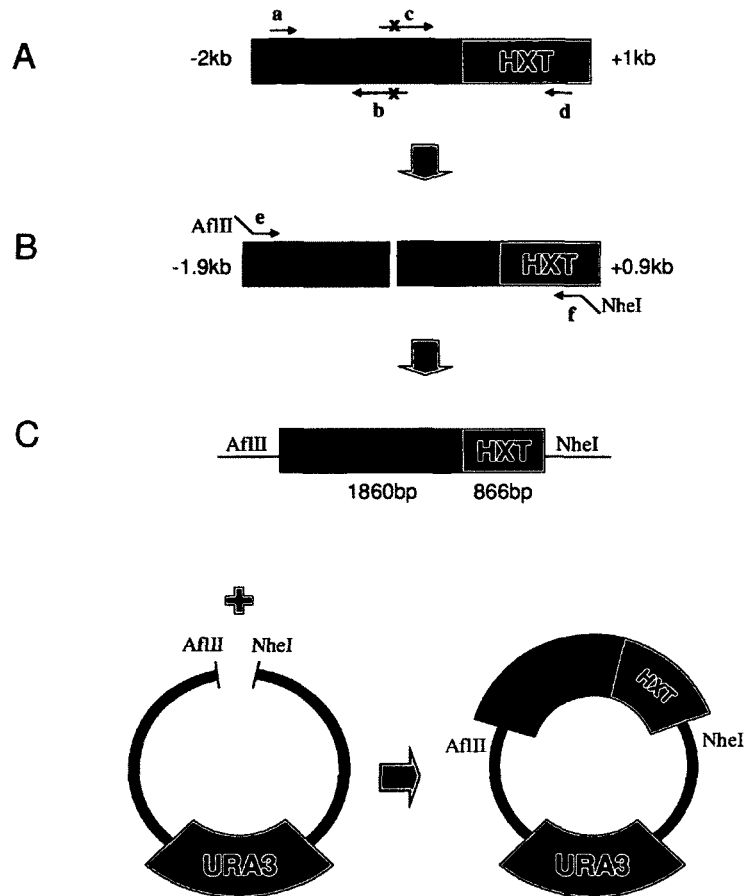 a
c
A
-2kb
HXT
+1kb
b
d
AflII
e
B
-1.9kb
HXT
+0.9kb
f
NheI
C
AflII
HXT
NheI
1860bp
866bp
AflII
NheI
HXT
AflII
NheI
URA3
URA3